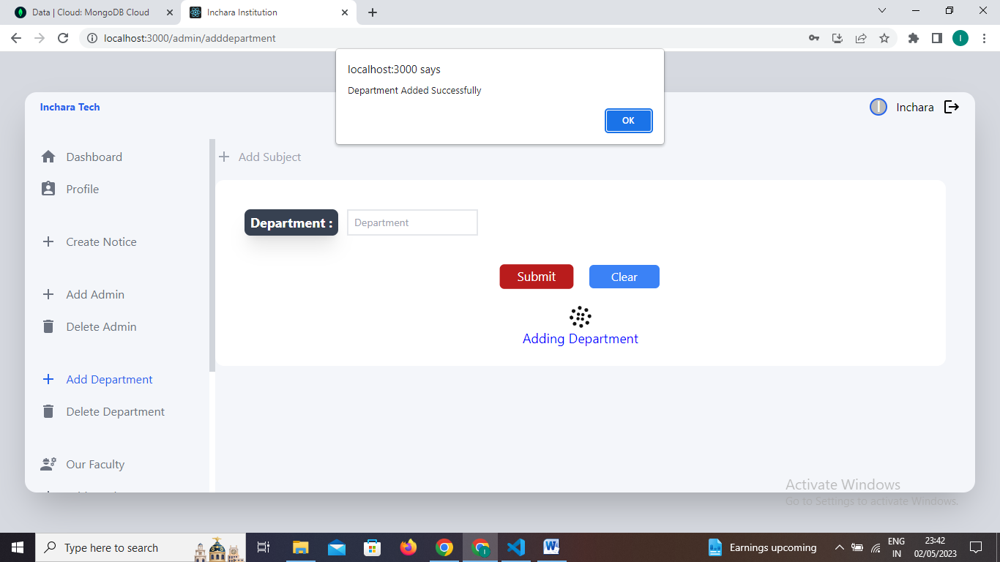 Data | Cloud: MongoDB Cloud
Inchara Institution
localhost:3000/admin/adddepartment
I
localhost:3000 says
Department Added Successfully
OK
Inchara Tech
I
Inchara
Dashboard
Profile
Create Notice
Add Admin
Delete Admin
Add Department
Delete Department
Our Faculty
Add Subject
Department :
Department
Submit
Clear
Adding Department
Activate Windows
Go to Settings to activate Windows.
Type here to search
Earnings upcoming
ENG
IN
23:42
02/05/2023